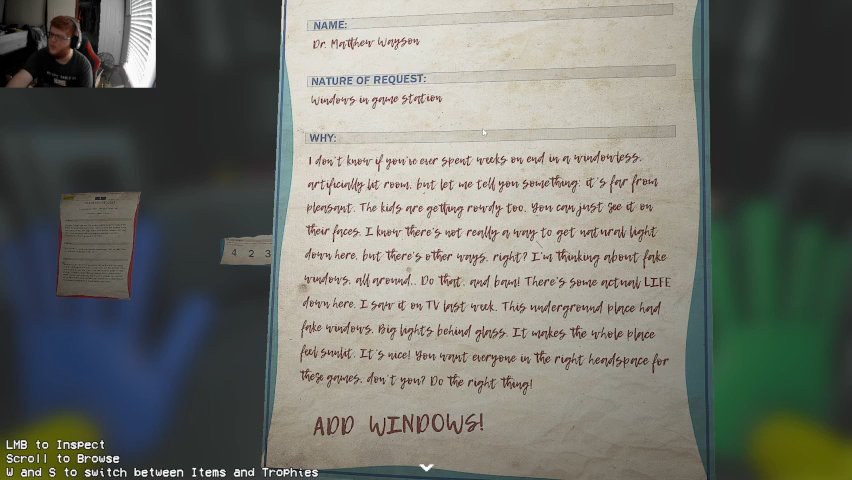 NAME:
Dr. Matthew Wayson
NATURE OF REQUEST:
Windows in game station
WHY:
I don't know if you've ever spent weeks on end in a windowless,
artificially lit room, but let me tell you something: it's far from
pleasant. The kids are getting rowdy too. You can just see it on
their faces. I know there's not really a way to get natural light
down here, but there's other ways, right? I'm thinking about fake
windows, all around.. Do that, and bam! There's some actual LIFE
down here. I saw it on TV last week. This underground place had
fake windows. Big lights behind glass. It makes the whole place
feel sunlit. It's nice! You want everyone in the right headspace for
these games, don't you? Do the right thing!
ADD WINDOWS!
4 2 3
LMB to Inspect
Scroll to Browse
W and S to switch between Items and Trophies